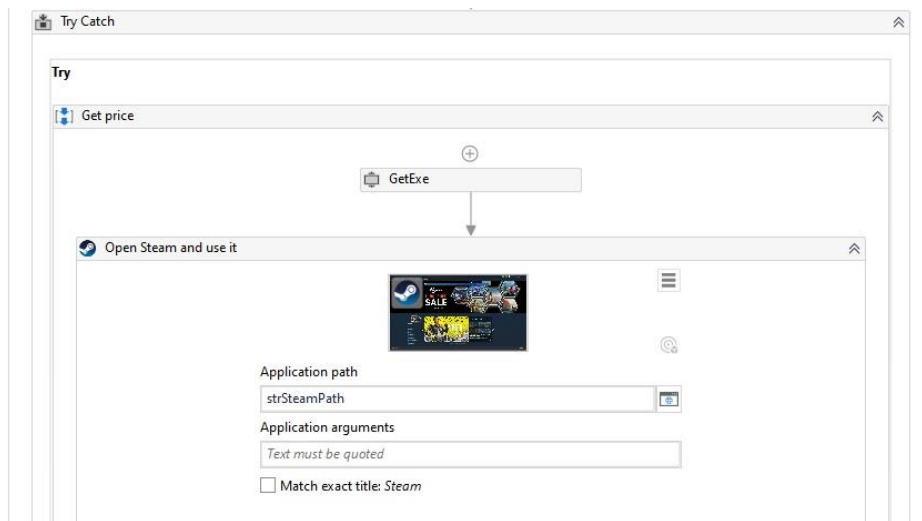 Try Catch
Try
Get price
GetExe
Open Steam and use it
SALE
Application path
strSteamPath
Application arguments
Text must be quoted
Match exact title: Steam